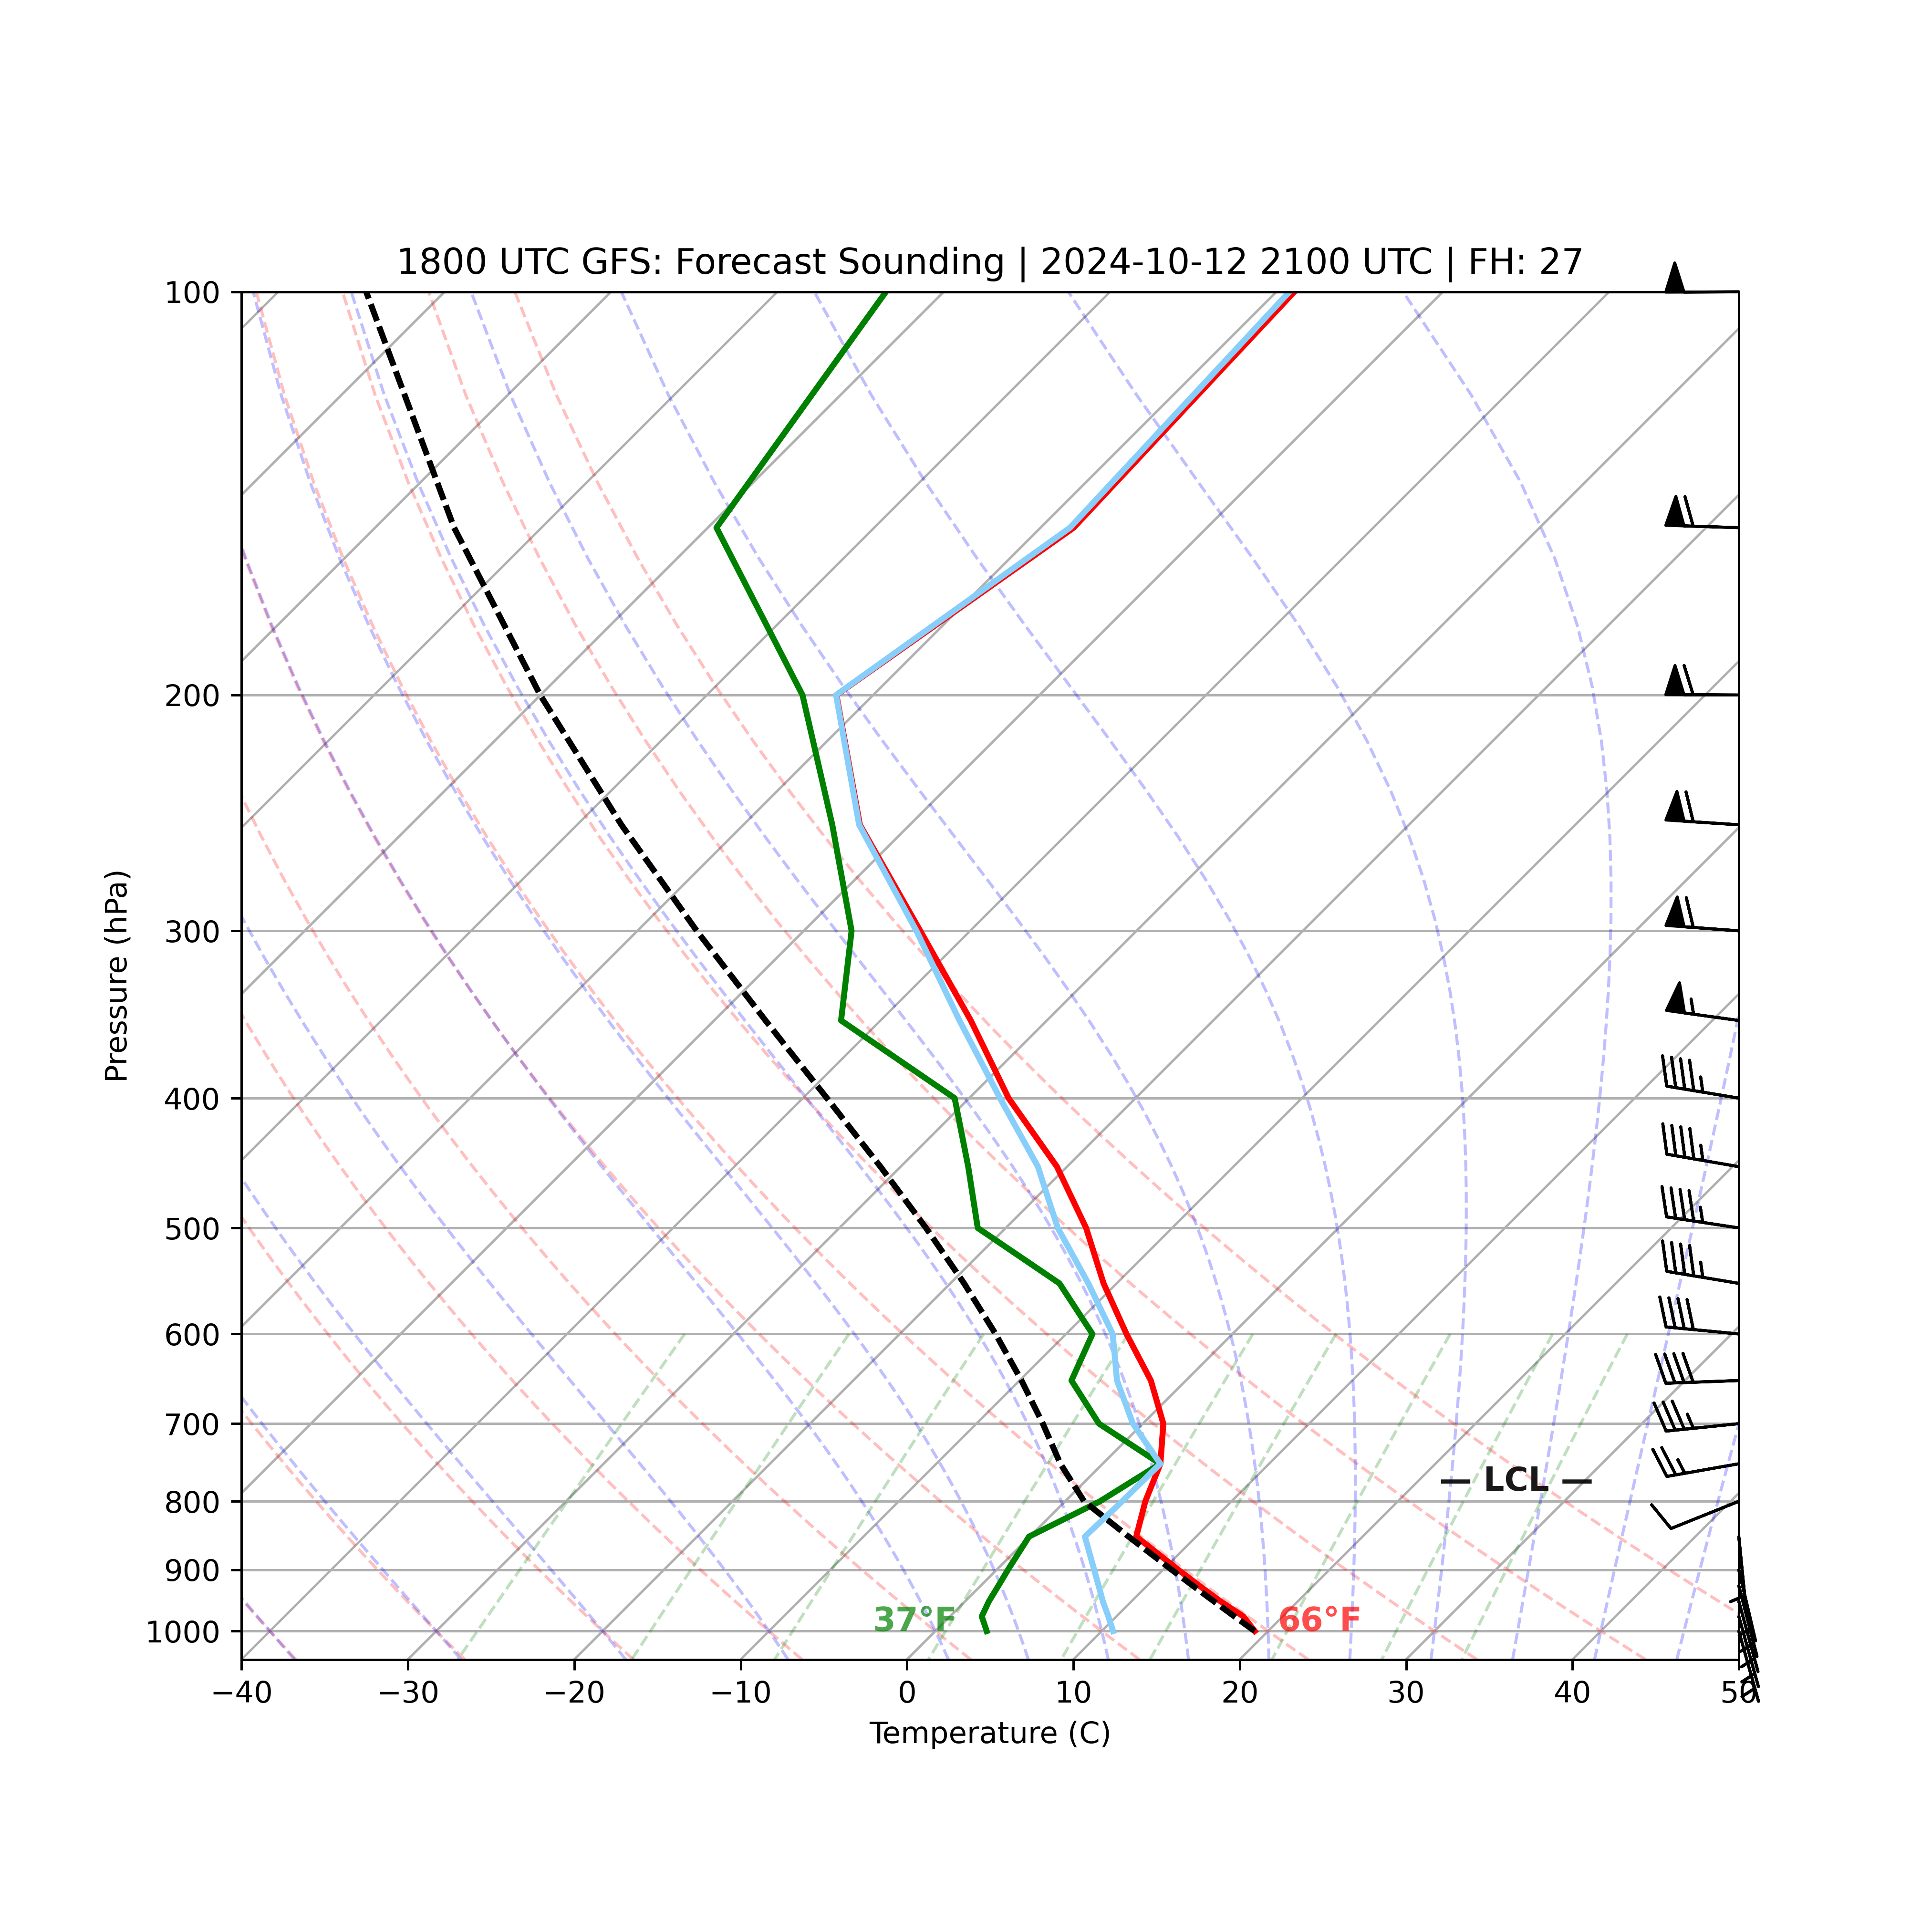 1800 UTC GFS: Forecast Sounding | 2024-10-12 2100 UTC | FH: 27
100
200
300
400
500
600
700
800
900
1000
Pressure (hPa)
— LCL —
37°F
66°F
−40 −30 −20 −10 0 10 20 30 40 50
Temperature (C)